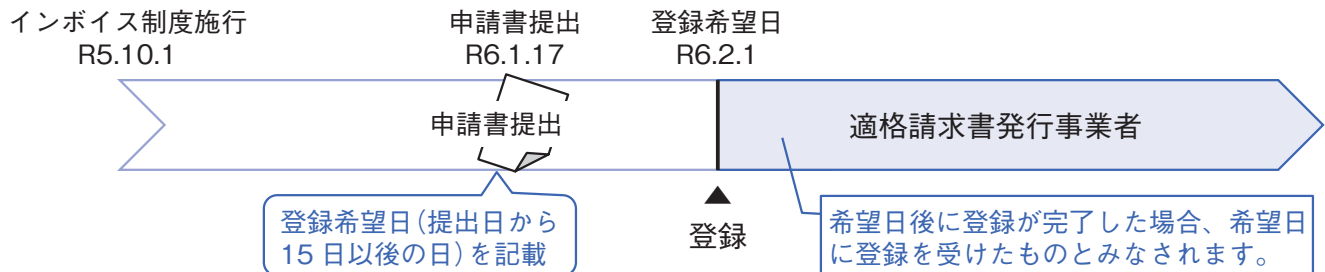 インボイス制度施行
R5.10.1
申請書提出
R6.1.17
登録希望日
R6.2.1
申請書提出
適格請求書発行事業者
登録希望日(提出日から
15日以後の日)を記載
登録
希望日後に登録が完了した場合、希望日
に登録を受けたものとみなされます。